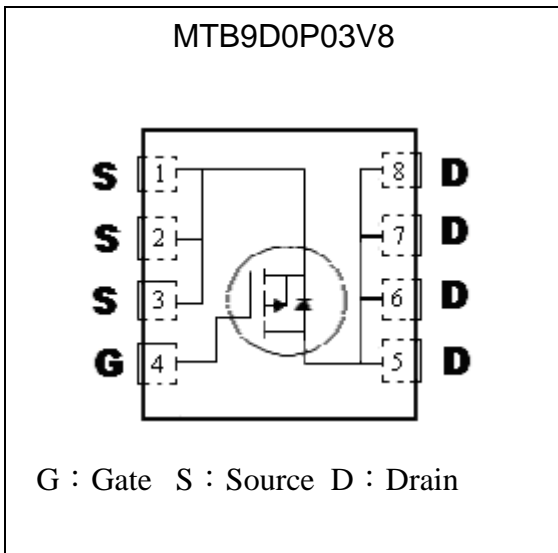 MTB9D0P03V8
S 1 8 D
S 2 7 D
S 3 6 D
G 4 5 D
G：Gate S：Source D：Drain